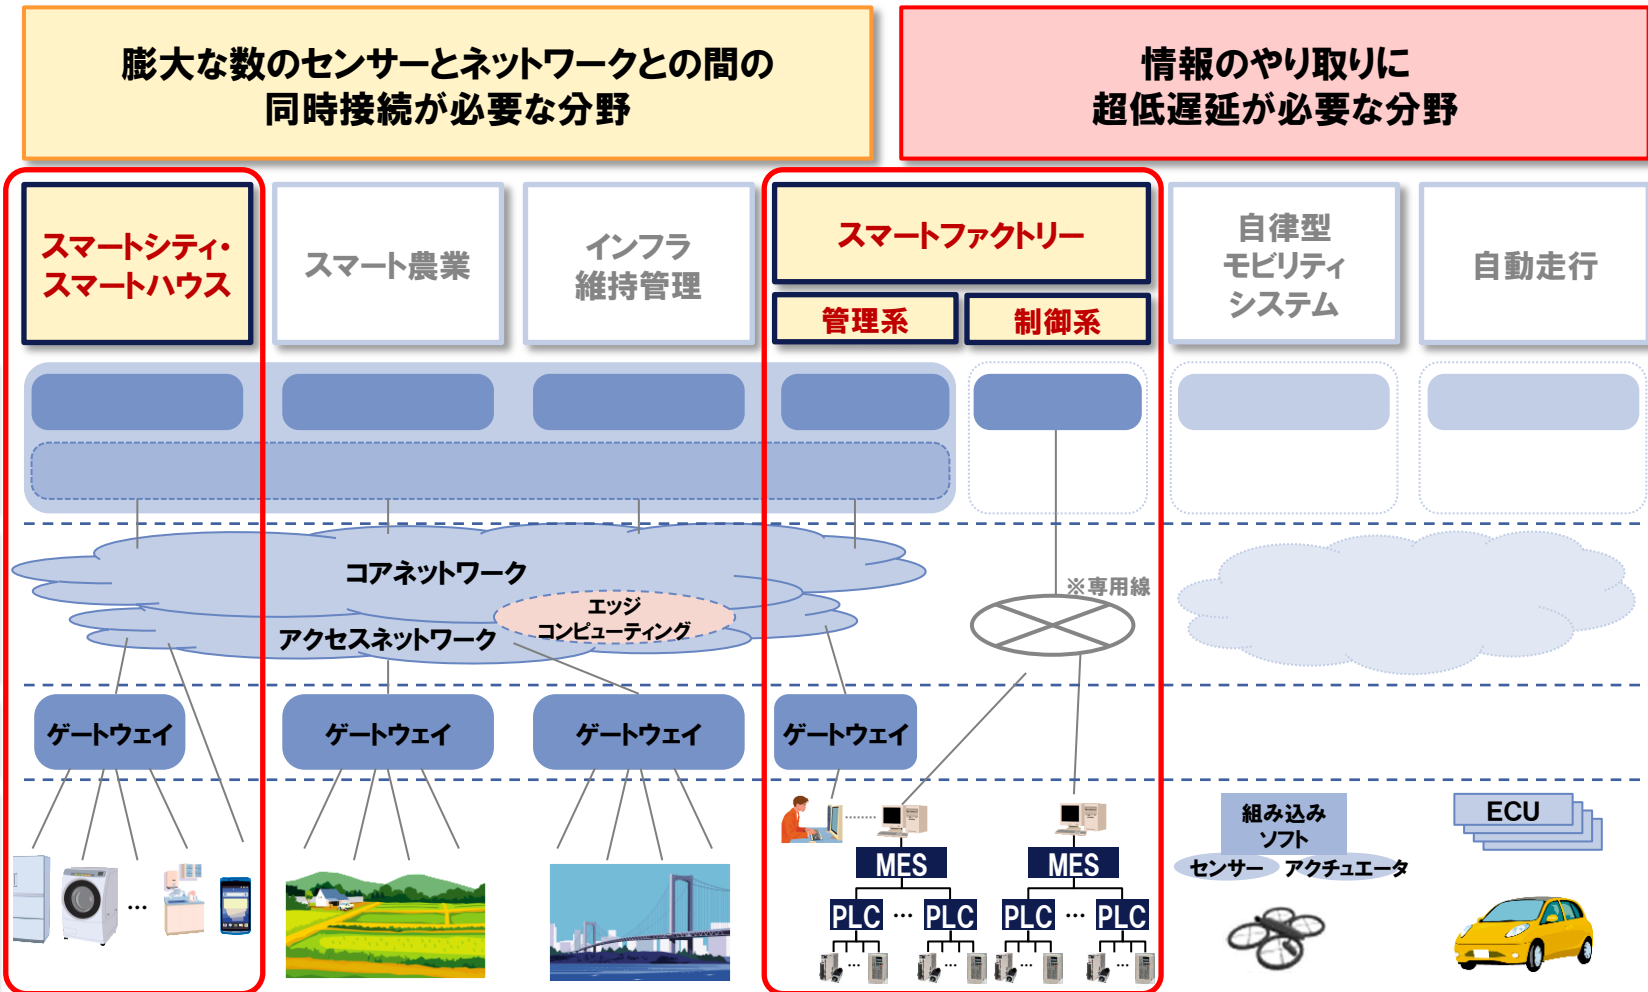 膨大な数のセンサーとネットワークとの間の
同時接続が必要な分野
情報のやり取りに
超低遅延が必要な分野
スマートシティ・
スマートハウス
スマート農業
インフラ
維持管理
スマートファクトリー
管理系
制御系
自律型
モビリティ
システム
自動走行
コアネットワーク
エッジ
コンピューティング
アクセスネットワーク
※専用線
ゲートウェイ
ゲートウェイ
ゲートウェイ
ゲートウェイ
…
MES
PLC
…
PLC
MES
PLC
…
PLC
組み込み
ソフト
センサー
アクチュエータ
ECU